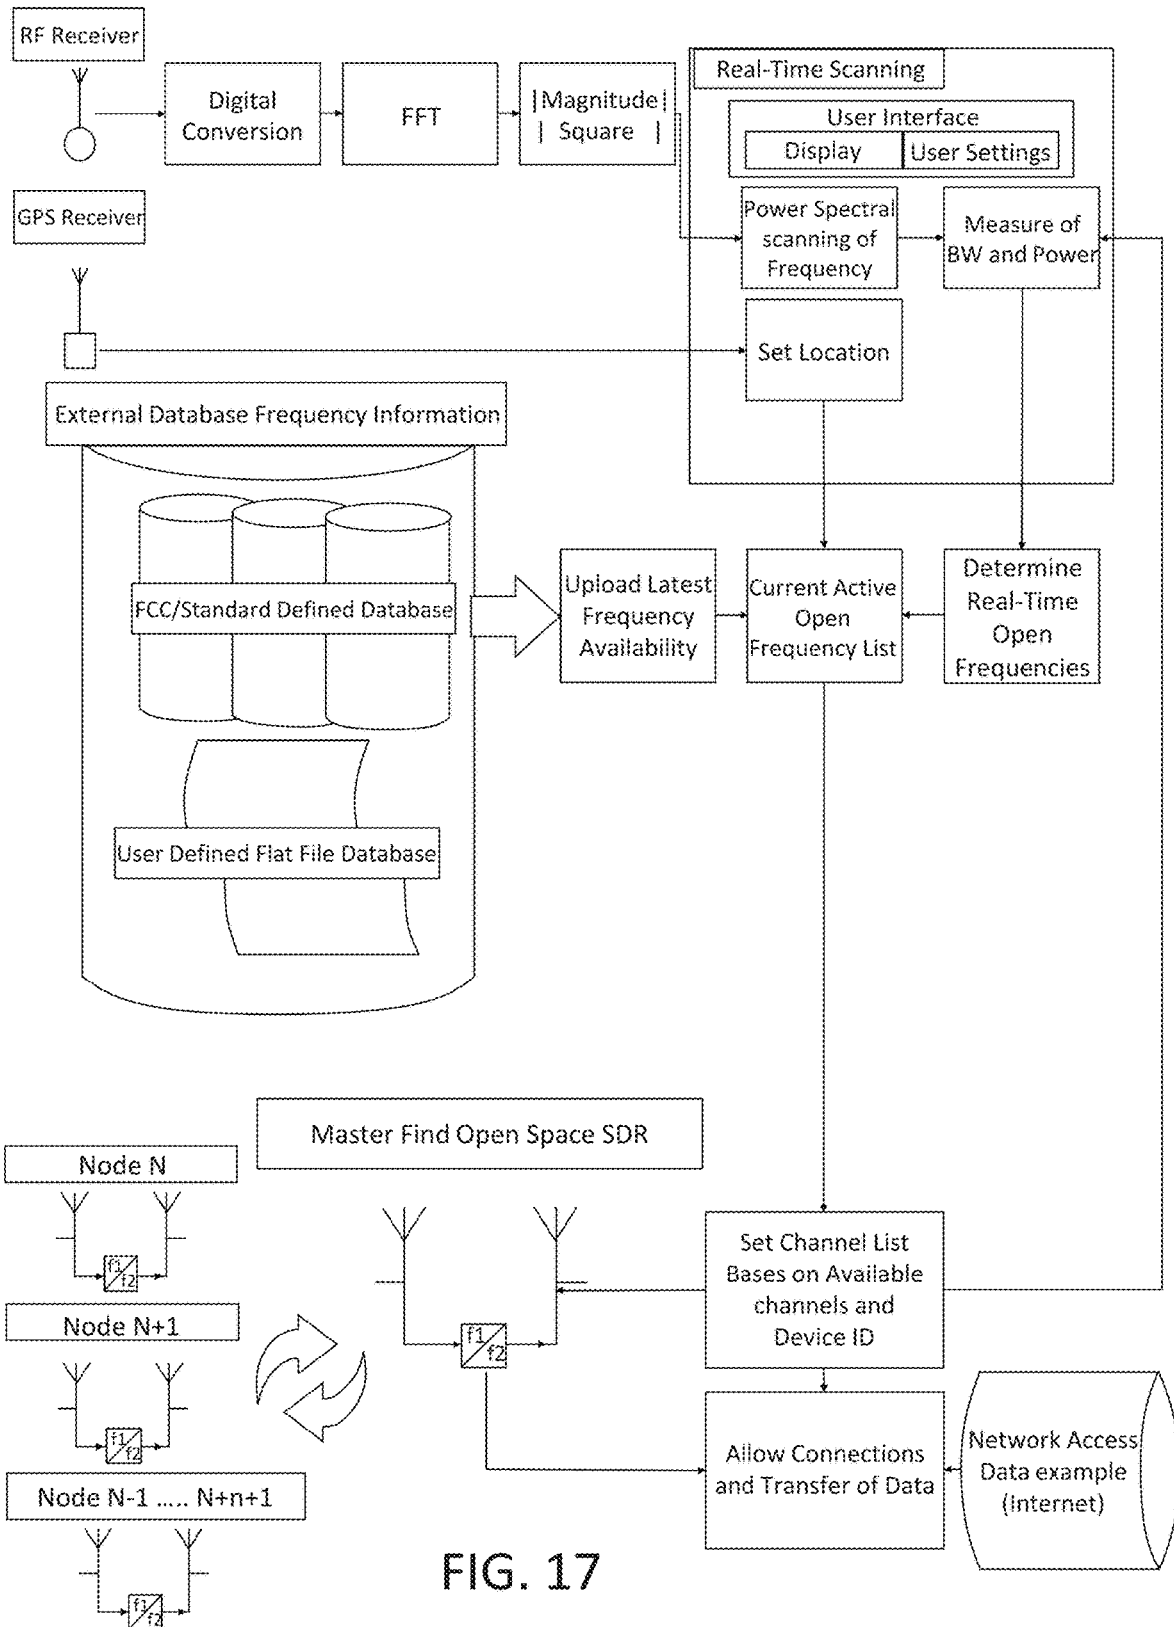 RF Receiver
Digital
Conversion
FFT
|Magnitude|
| Square |
Real-Time Scanning
User Interface
Display
User Settings
GPS Receiver
Power Spectral
scanning of
Frequency
Measure of
BW and Power
Set Location
External Database Frequency Information
FCC/Standard Defined Database
Upload Latest
Frequency
Availability
Current Active
Open
Frequency List
Determine
Real-Time
Open
Frequencies
User Defined Flat File Database
Master Find Open Space SDR
Node N
f1
f2
Node N+1
f1
f2
Node N-1 ..... N+n+1
f1
f2
f1
f2
Set Channel List
Bases on Available
channels and
Device ID
Allow Connections
and Transfer of Data
Network Access
Data example
(Internet)
FIG. 17